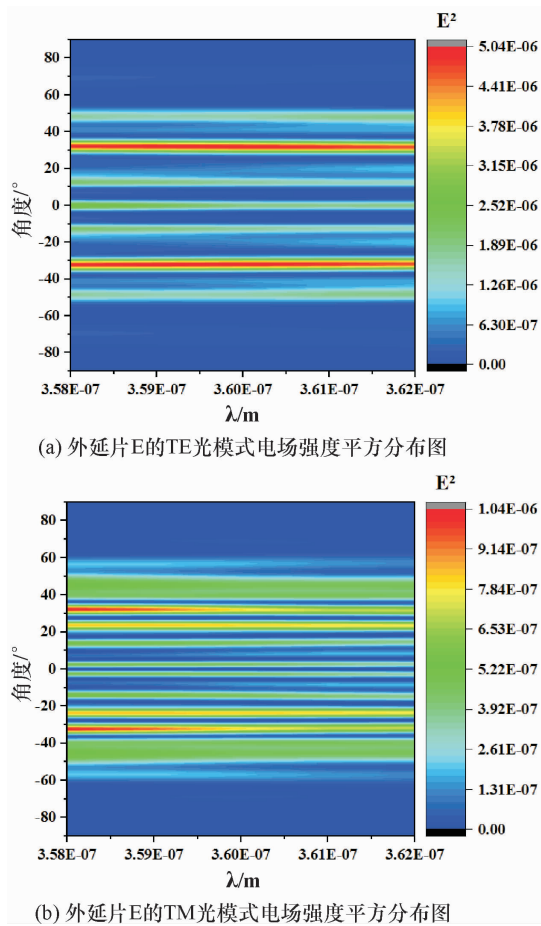 E²
80
60
40
20
0
-20
-40
-60
-80
角度/°
5.04E-06
4.41E-06
3.78E-06
3.15E-06
2.52E-06
1.89E-06
1.26E-06
6.30E-07
0.00
3.58E-07 3.59E-07 3.60E-07 3.61E-07 3.62E-07
λ/m
(a) 外延片E的TE光模式电场强度平方分布图
E²
80
60
40
20
0
-20
-40
-60
-80
角度/°
1.04E-06
9.14E-07
7.84E-07
6.53E-07
5.22E-07
3.92E-07
2.61E-07
1.31E-07
0.00
3.58E-07 3.59E-07 3.60E-07 3.61E-07 3.62E-07
λ/m
(b) 外延片E的TM光模式电场强度平方分布图